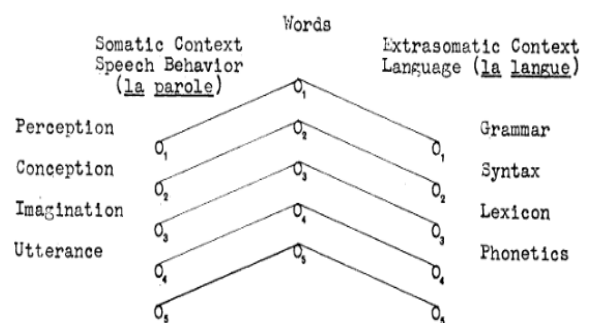 Words
Somatic Context
Speech Behavior
(la parole)
Extrasomatic Context
Language (la langue)
O₁
Perception
Grammar
O₁ O₂ O₁
Conception
Syntax
O₂ O₃ O₂
Imagination
Lexicon
O₃ O₄ O₃
Utterance
Phonetics
O₄ O₅ O₄
O₅ O₅